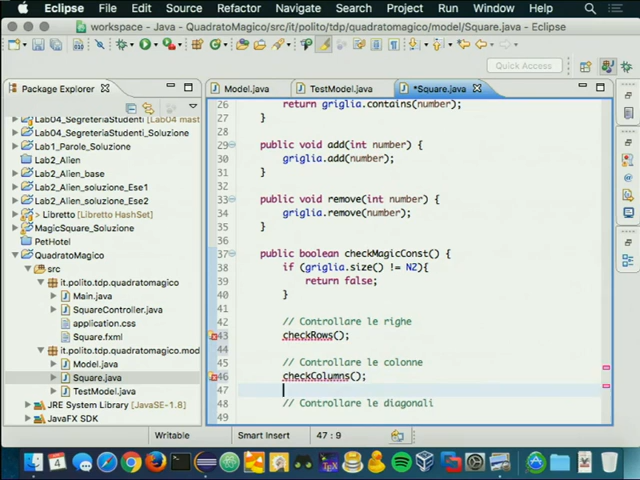 Eclipse File Edit Source Refactor Navigate Search Project Run Window
workspace - Java - QuadratoMagico/src/it/polito/tdp/quadratomagico/model/Square.java - Eclipse
Quick Access
Package Explorer
Model.java
TestModel.java
*Square.java
Lab04_SegreteriaStudenti [Lab04 mast
Lab04_SegreteriaStudenti_Soluzione
Lab1_Parole_Soluzione
Lab2_Alien
Lab2_Alien_base
Lab2_Alien_soluzione_Ese1
Lab2_Alien_soluzione_Ese2
> Libretto [Libretto HashSet]
MagicSquare_Soluzione
PetHotel
QuadratoMagico
src
it.polito.tdp.quadratomagico
Main.java
SquareController.java
application.css
Square.fxml
it.polito.tdp.quadratomagico.mod
Model.java
Square.java
TestModel.java
JRE System Library [JavaSE-1.8]
JavaFX SDK
26 return griglia.contains(number);
27 }
28
29 public void add(int number) {
30 griglia.add(number);
31 }
32
33 public void remove(int number) {
34 griglia.remove(number);
35 }
36
37 public boolean checkMagicConst() {
38 if (griglia.size() != N2){
39 return false;
40 }
41
42 // Controllare le righe
43 checkRows();
44
45 // Controllare le colonne
46 checkColumns();
47
48 // Controllare le diagonali
49
Writable Smart Insert 47 : 9